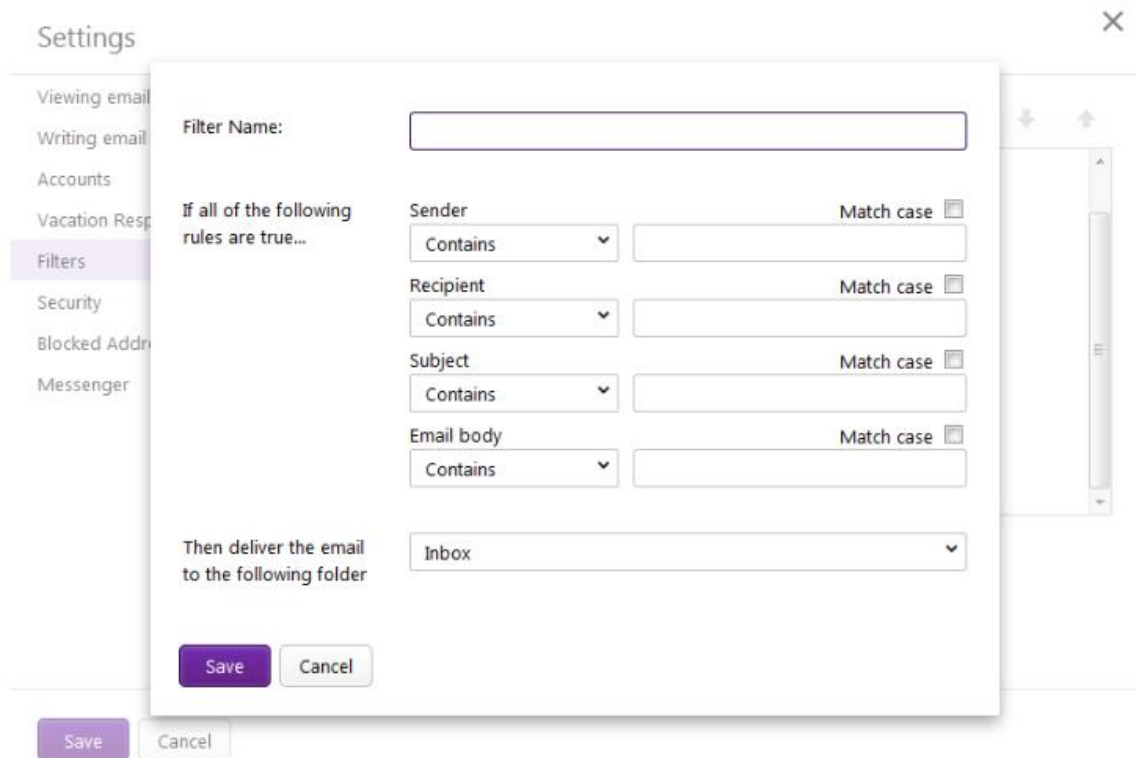 Settings
Viewing email
Writing email
Accounts
Vacation Resp
Filters
Security
Blocked Addr
Messenger
Filter Name:
If all of the following
rules are true...
Sender
Match case
Contains
Recipient
Match case
Contains
Subject
Match case
Contains
Email body
Match case
Contains
Then deliver the email
to the following folder
Inbox
Save
Cancel
Save
Cancel